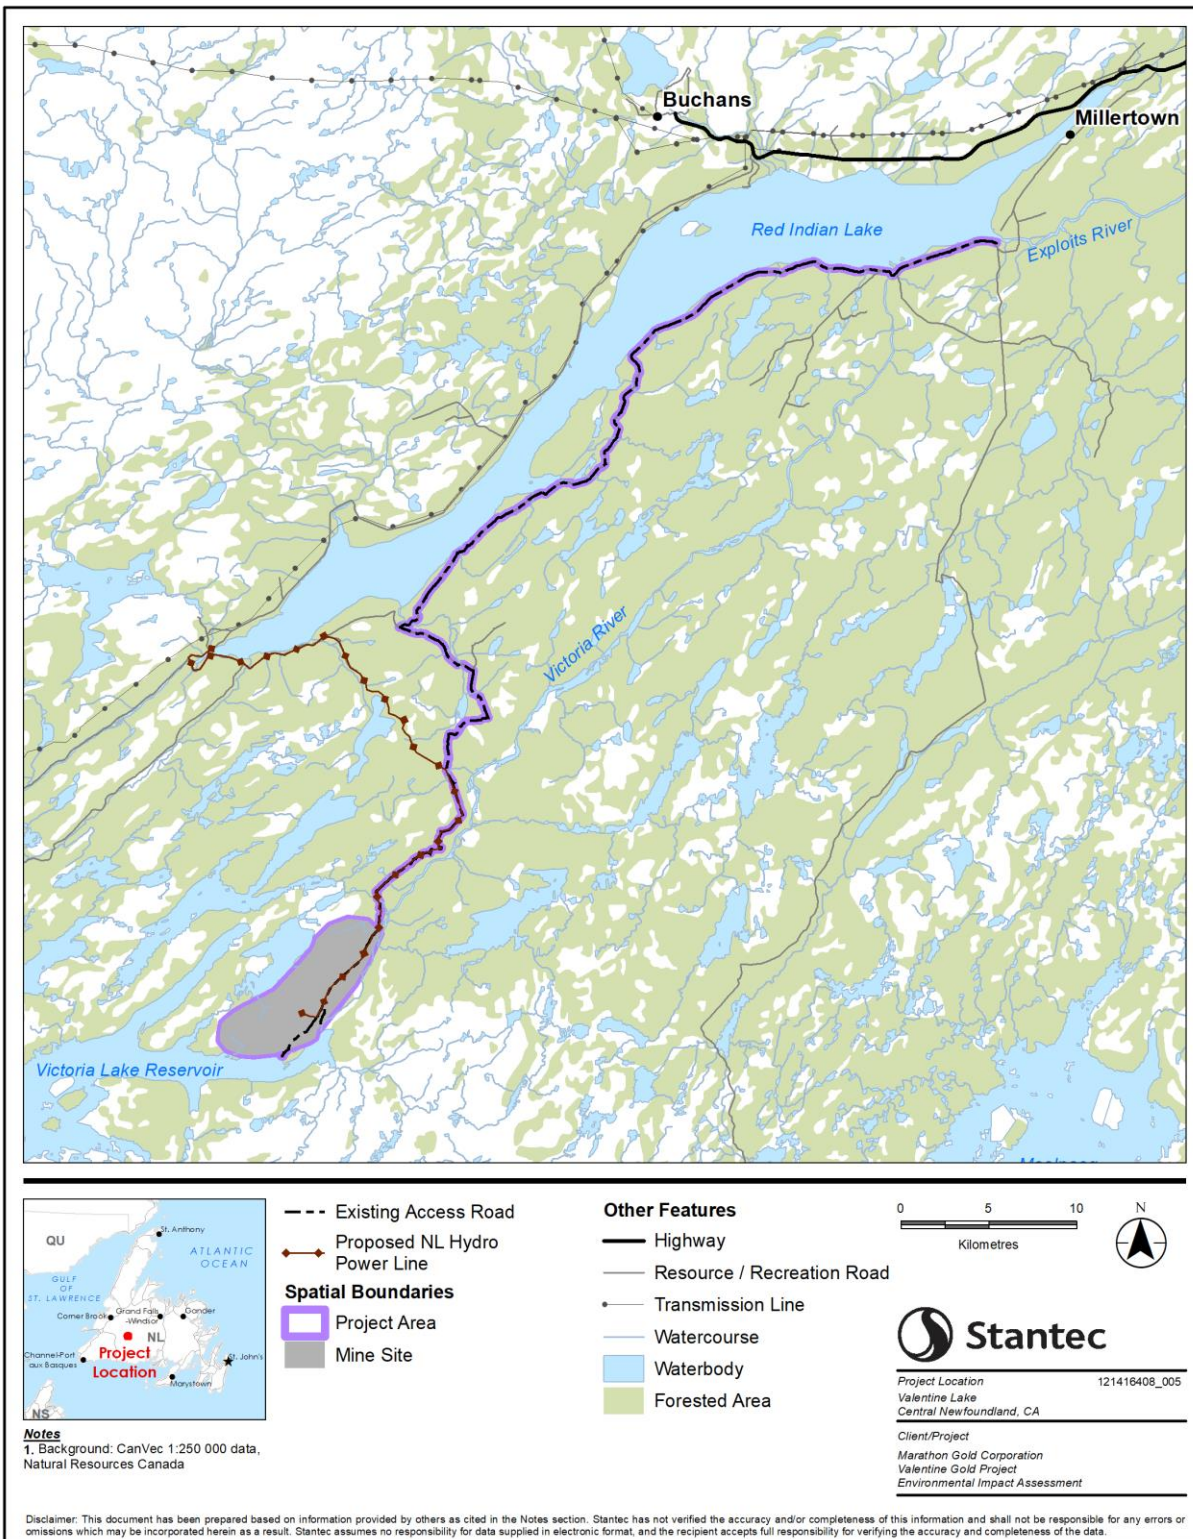 Buchans
Millertown
Red Indian Lake
Exploits River
Victoria River
Victoria Lake Reservoir
QU
St. Anthony
ATLANTIC
OCEAN
GULF
OF
ST. LAWRENCE
Corner Brook
Grand Falls
-Windsor
Gander
NL
Project
Location
Channel-Port
aux Basques
St. John's
Marystown
NS
Notes
1. Background: CanVec 1:250 000 data,
Natural Resources Canada
Existing Access Road
Proposed NL Hydro
Power Line
Spatial Boundaries
Project Area
Mine Site
Other Features
Highway
Resource / Recreation Road
Transmission Line
Watercourse
Waterbody
Forested Area
0 5 10
Kilometres
N
Stantec
Project Location 121416408_005
Valentine Lake
Central Newfoundland, CA
Client/Project
Marathon Gold Corporation
Valentine Gold Project
Environmental Impact Assessment
Disclaimer: This document has been prepared based on information provided by others as cited in the Notes section. Stantec has not verified the accuracy and/or completeness of this information and shall not be responsible for any errors or
omissions which may be incorporated herein as a result. Stantec assumes no responsibility for data supplied in electronic format, and the recipient accepts full responsibility for verifying the accuracy and completeness of the data.